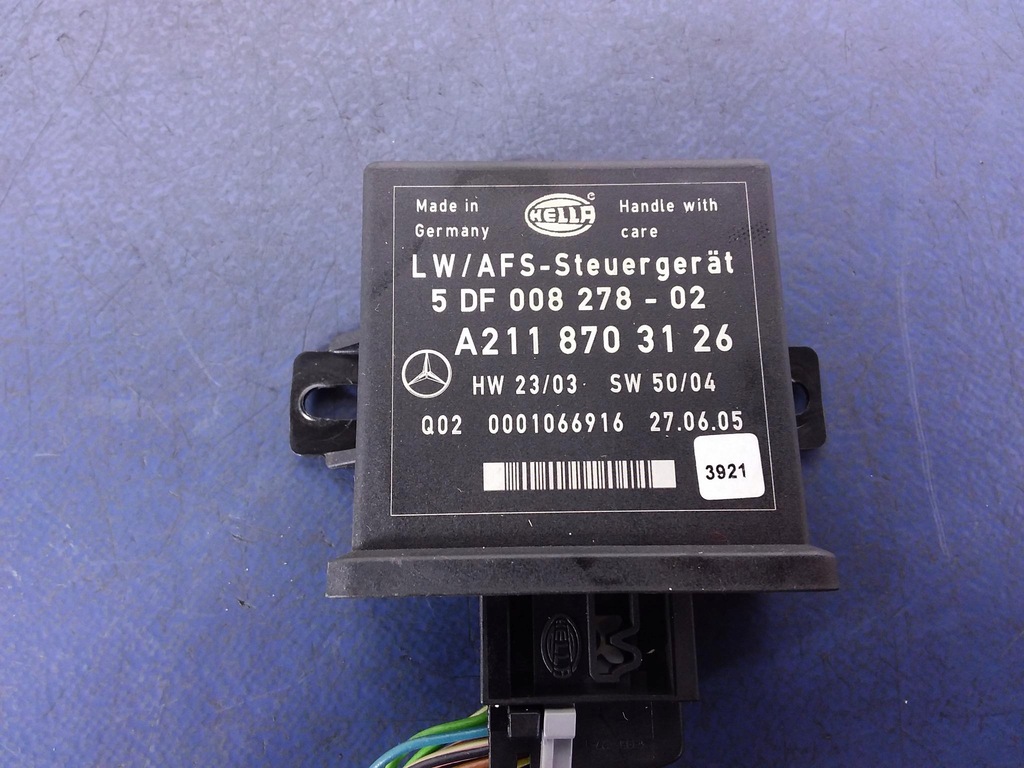 Made in
Germany
HELLA
Handle with
care
LW/AFS-Steuergerät
5 DF 008 278 - 02
A211 870 31 26
HW 23/03 SW 50/04
Q02 0001066916 27.06.05
3921
HELLA